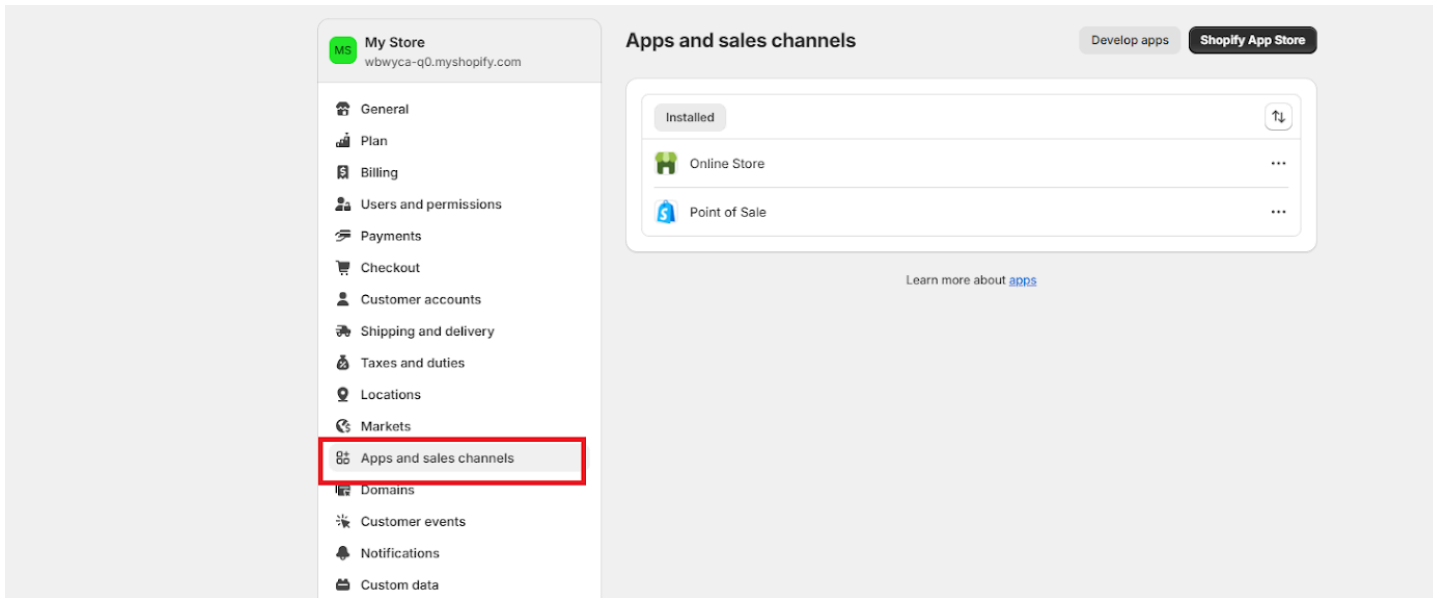 MS
My Store
wbwyca-q0.myshopify.com
General
Plan
Billing
Users and permissions
Payments
Checkout
Customer accounts
Shipping and delivery
Taxes and duties
Locations
Markets
Apps and sales channels
Domains
Customer events
Notifications
Custom data
Apps and sales channels
Develop apps
Shopify App Store
Installed
Online Store
Point of Sale
Learn more about apps